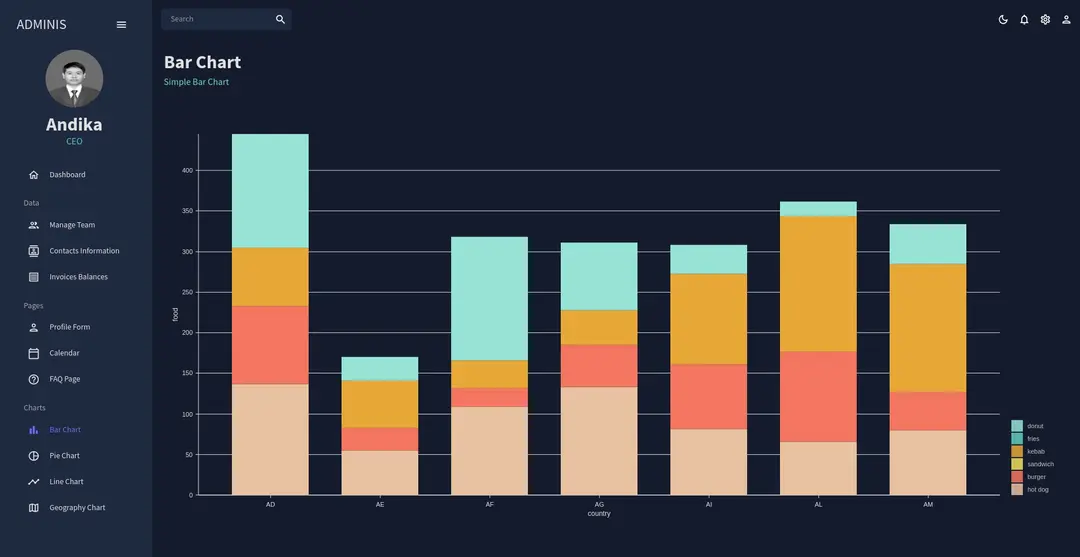 ADMINIS
Search
Andika
CEO
Dashboard
Data
Manage Team
Contacts Information
Invoices Balances
Pages
Profile Form
Calendar
FAQ Page
Charts
Bar Chart
Pie Chart
Line Chart
Geography Chart
Bar Chart
Simple Bar Chart
food
400
350
300
250
200
150
100
50
0
AD AE AF AG AI AL AM
country
donut
fries
kebab
sandwich
burger
hot dog